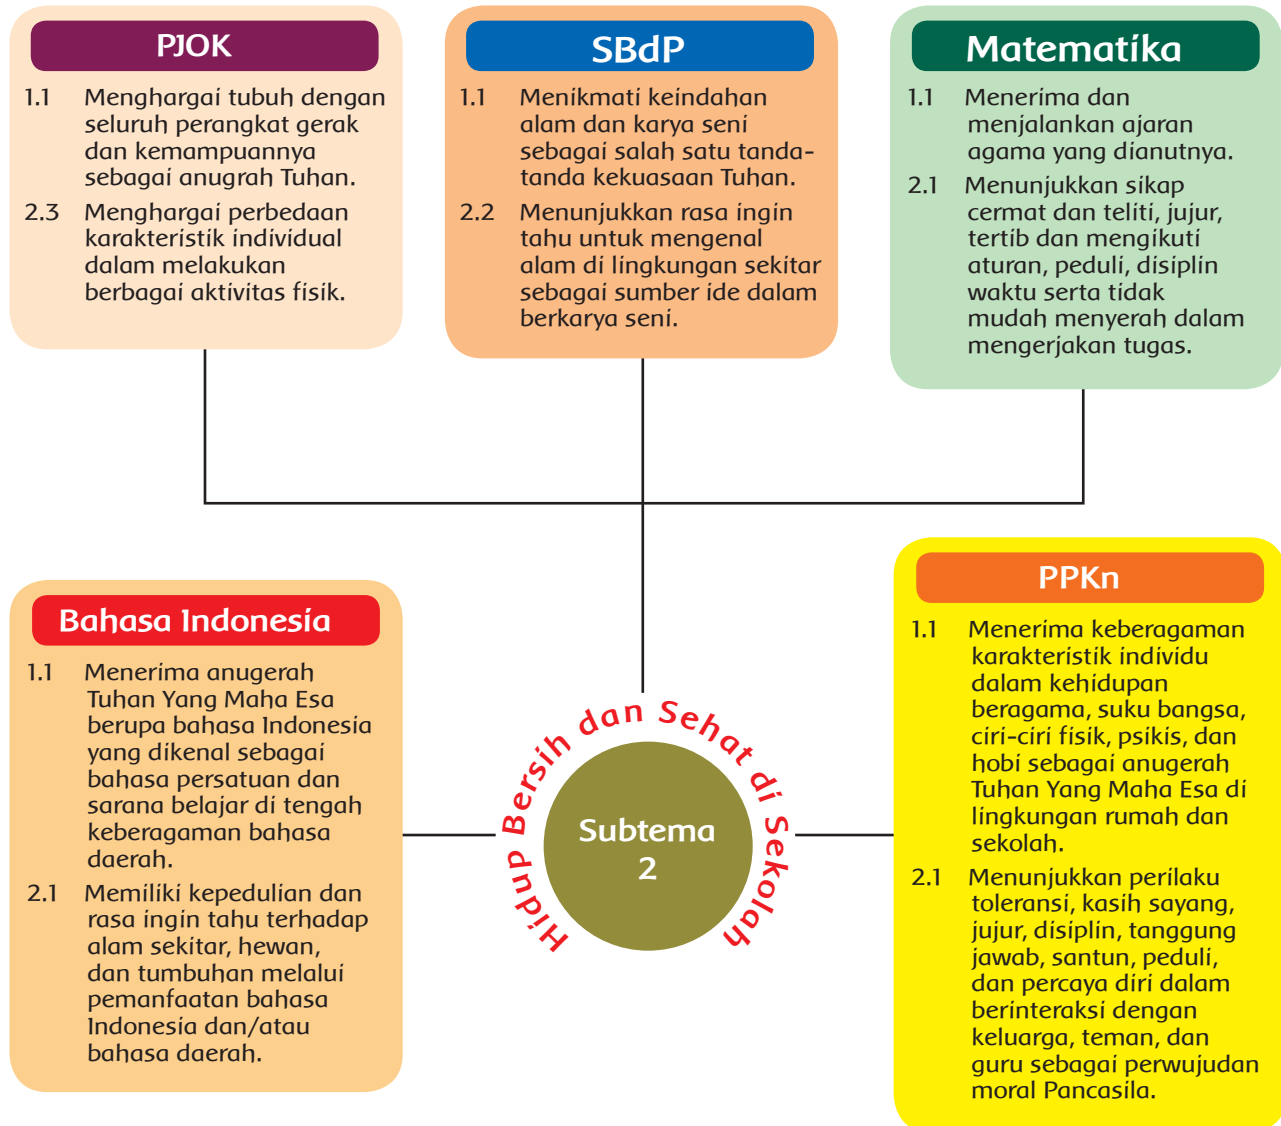 PJOK
1.1 Menghargai tubuh dengan
seluruh perangkat gerak
dan kemampuannya
sebagai anugrah Tuhan.
2.3 Menghargai perbedaan
karakteristik individual
dalam melakukan
berbagai aktivitas fisik.
SBdP
1.1 Menikmati keindahan
alam dan karya seni
sebagai salah satu tanda-
tanda kekuasaan Tuhan.
2.2 Menunjukkan rasa ingin
tahu untuk mengenal
alam di lingkungan sekitar
sebagai sumber ide dalam
berkarya seni.
Matematika
1.1 Menerima dan
menjalankan ajaran
agama yang dianutnya.
2.1 Menunjukkan sikap
cermat dan teliti, jujur,
tertib dan mengikuti
aturan, peduli, disiplin
waktu serta tidak
mudah menyerah dalam
mengerjakan tugas.
Bahasa Indonesia
1.1 Menerima anugerah
Tuhan Yang Maha Esa
berupa bahasa Indonesia
yang dikenal sebagai
bahasa persatuan dan
sarana belajar di tengah
keberagaman bahasa
daerah.
2.1 Memiliki kepedulian dan
rasa ingin tahu terhadap
alam sekitar, hewan,
dan tumbuhan melalui
pemanfaatan bahasa
Indonesia dan/atau
bahasa daerah.
Hidup Bersih dan Sehat di Sekolah
Subtema
2
PPKn
1.1 Menerima keberagaman
karakteristik individu
dalam kehidupan
beragama, suku bangsa,
ciri-ciri fisik, psikis, dan
hobi sebagai anugerah
Tuhan Yang Maha Esa di
lingkungan rumah dan
sekolah.
2.1 Menunjukkan perilaku
toleransi, kasih sayang,
jujur, disiplin, tanggung
jawab, santun, peduli,
dan percaya diri dalam
berinteraksi dengan
keluarga, teman, dan
guru sebagai perwujudan
moral Pancasila.